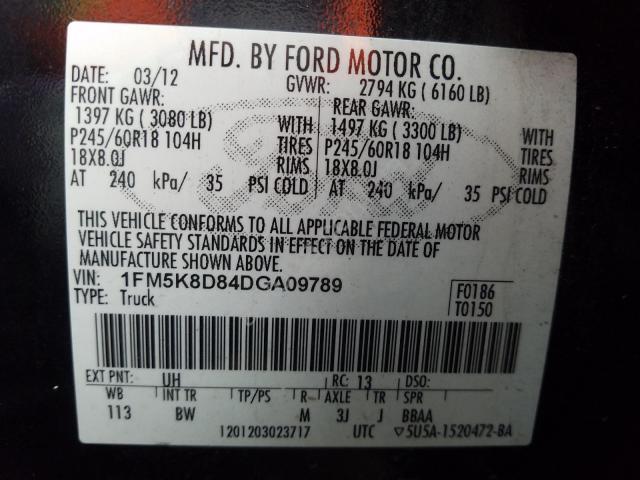 MFD. BY FORD MOTOR CO.
DATE: 03/12 GVWR: 2794 KG ( 6160 LB)
FRONT GAWR: REAR GAWR:
1397 KG ( 3080 LB) WITH 1497 KG ( 3300 LB) WITH
P245/60R18 104H TIRES P245/60R18 104H TIRES
18X8.0J RIMS 18X8.0J RIMS
AT 240 kPa/ 35 PSI COLD AT 240 kPa/ 35 PSI COLD
THIS VEHICLE CONFORMS TO ALL APPLICABLE FEDERAL MOTOR
VEHICLE SAFETY STANDARDS IN EFFECT ON THE DATE OF
MANUFACTURE SHOWN ABOVE.
VIN: 1FM5K8D84DGA09789 F0186
TYPE: Truck T0150
EXT PNT: UH RC: 13 DSO:
WB INT TR TP/PS R AXLE TR SPR
113 BW M 3J J BBAA
1201203023717 UTC ▽5U5A-1520472-BA